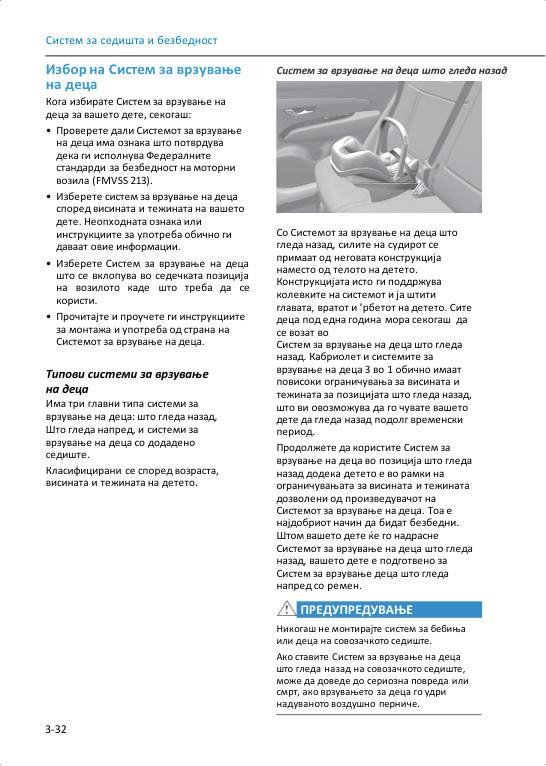 Систем за седишта и безбедност
Избор на Систем за врзување
на деца
Кога избирате Систем за врзување на
деца за вашето дете, секогаш:
• Проверете дали Системот за врзување
на деца има ознака што потврдува
дека ги исполнува Федералните
стандарди за безбедност на моторни
возила (FMVSS 213).
• Изберете систем за врзување на деца
според висината и тежината на вашето
дете. Неопходната ознака или
инструкциите за употреба обично ги
даваат овие информации.
• Изберете Систем за врзување на деца
што се вклопува во седечката позиција
на возилото каде што треба да се
користи.
• Прочитајте и проучете ги инструкциите
за монтажа и употреба од страна на
Системот за врзување на деца.
Типови системи за врзување
на деца
Има три главни типа системи за
врзување на деца: што гледа назад,
Што гледа напред, и системи за
врзување на деца со додадено
седиште.
Класифицирани се според возраста,
висината и тежината на детето.
Систем за врзување на деца што гледа назад
Со Системот за врзување на деца што
гледа назад, силите на судирот се
примаат од неговата конструкција
наместо од телото на детето.
Конструкцијата исто ги поддржува
колевките на системот и ја штити
главата, вратот и ’рбетот на детето. Сите
деца под една година мора секогаш да
се возат во
Систем за врзување на деца што гледа
назад. Кабриолет и системите за
врзување на деца 3 во 1 обично имаат
повисоки ограничувања за висината и
тежината за позицијата што гледа назад,
што ви овозможува да го чувате вашето
дете да гледа назад подолг временски
период.
Продолжете да користите Систем за
врзување на деца во позиција што гледа
назад додека детето е во рамки на
ограничувањата за висина и тежината
дозволени од произведувачот на
Системот за врзување на деца. Тоа е
најдобриот начин да бидат безбедни.
Штом вашето дете ќе го надрасне
Системот за врзување на деца што гледа
назад, вашето дете е подготвено за
Систем за врзување деца што гледа
напред со ремен.
ПРЕДУПРЕДУВАЊЕ
Никогаш не монтирајте систем за бебиња
или деца на совозачкото седиште.
Ако ставите Систем за врзување на деца
што гледа назад на совозачкото седиште,
може да доведе до сериозна повреда или
смрт, ако врзувањето за деца го удри
надуваното воздушно перниче.
3-32